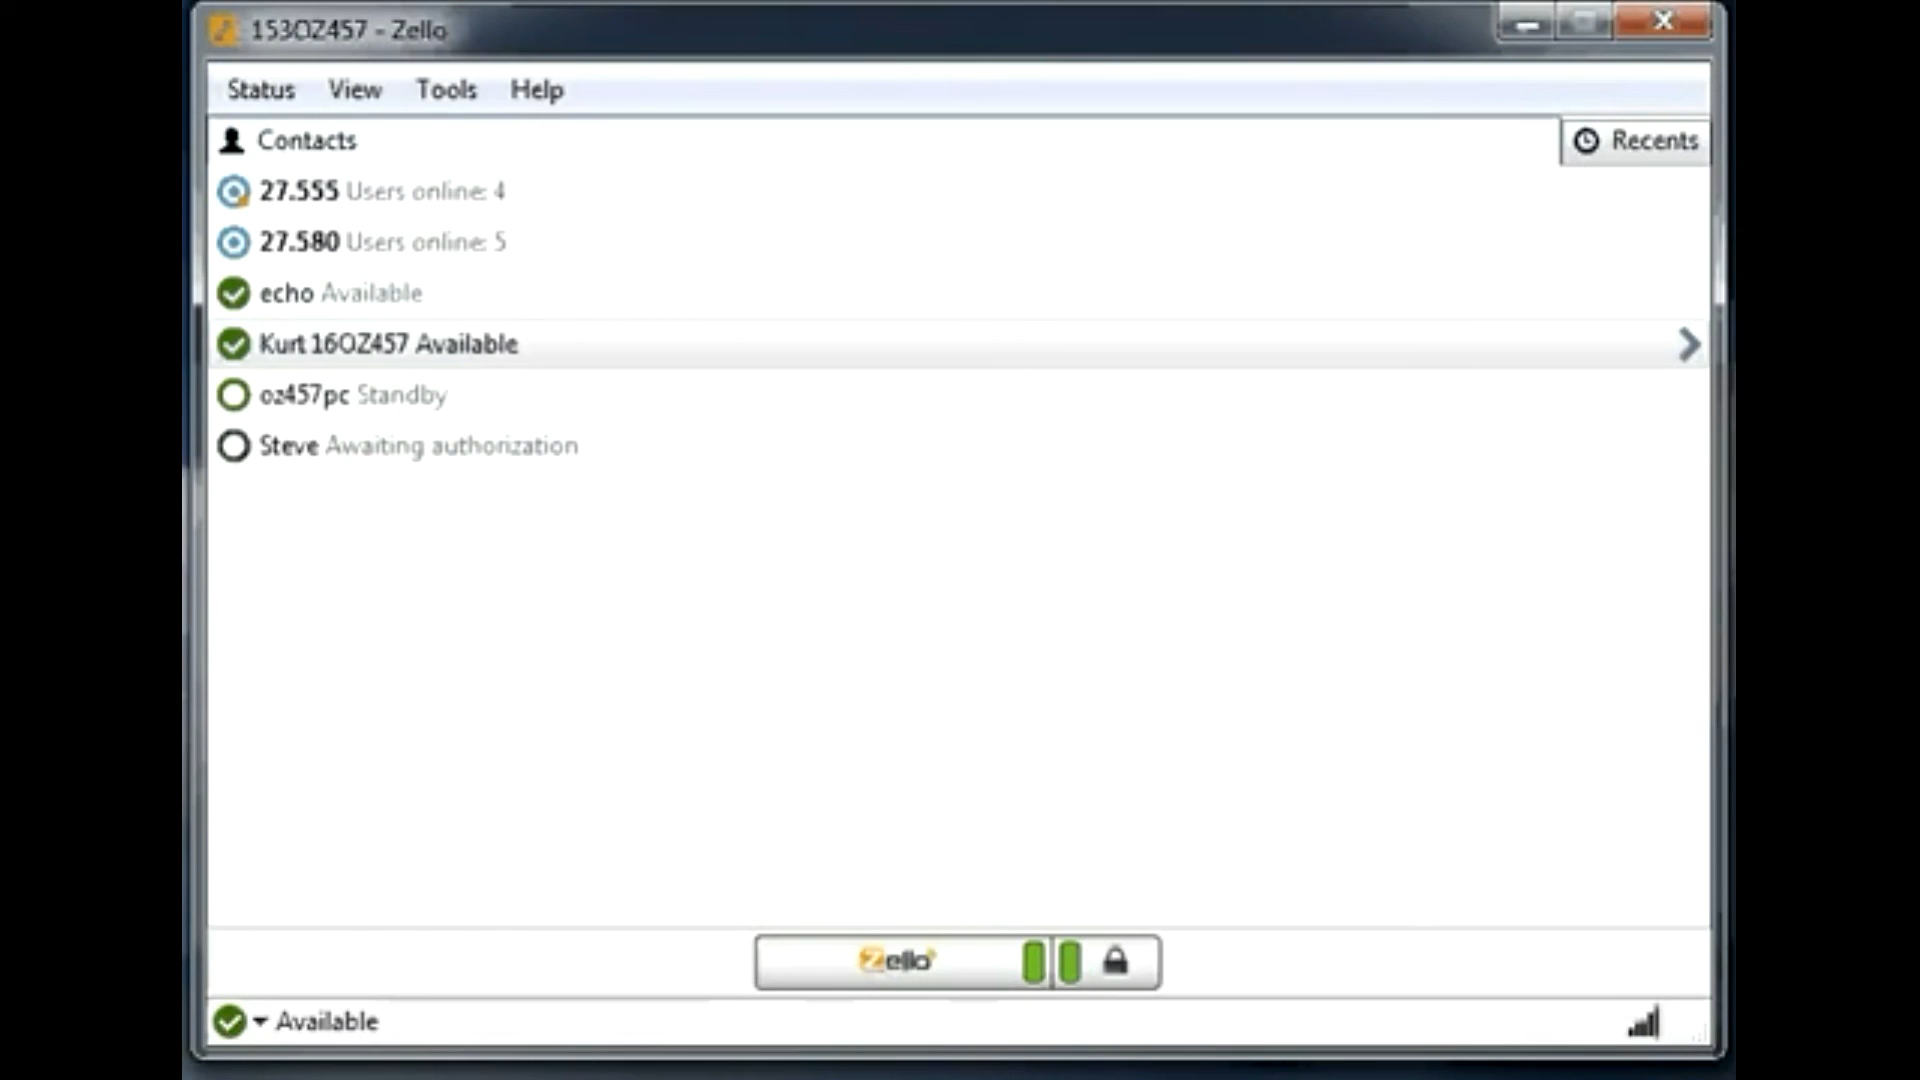 153OZ457 - Zello
Status View Tools Help
Contacts Recents
27.555 Users online: 4
27.580 Users online: 5
echo Available
Kurt 16OZ457 Available
oz457pc Standby
Steve Awaiting authorization
Zello
Available